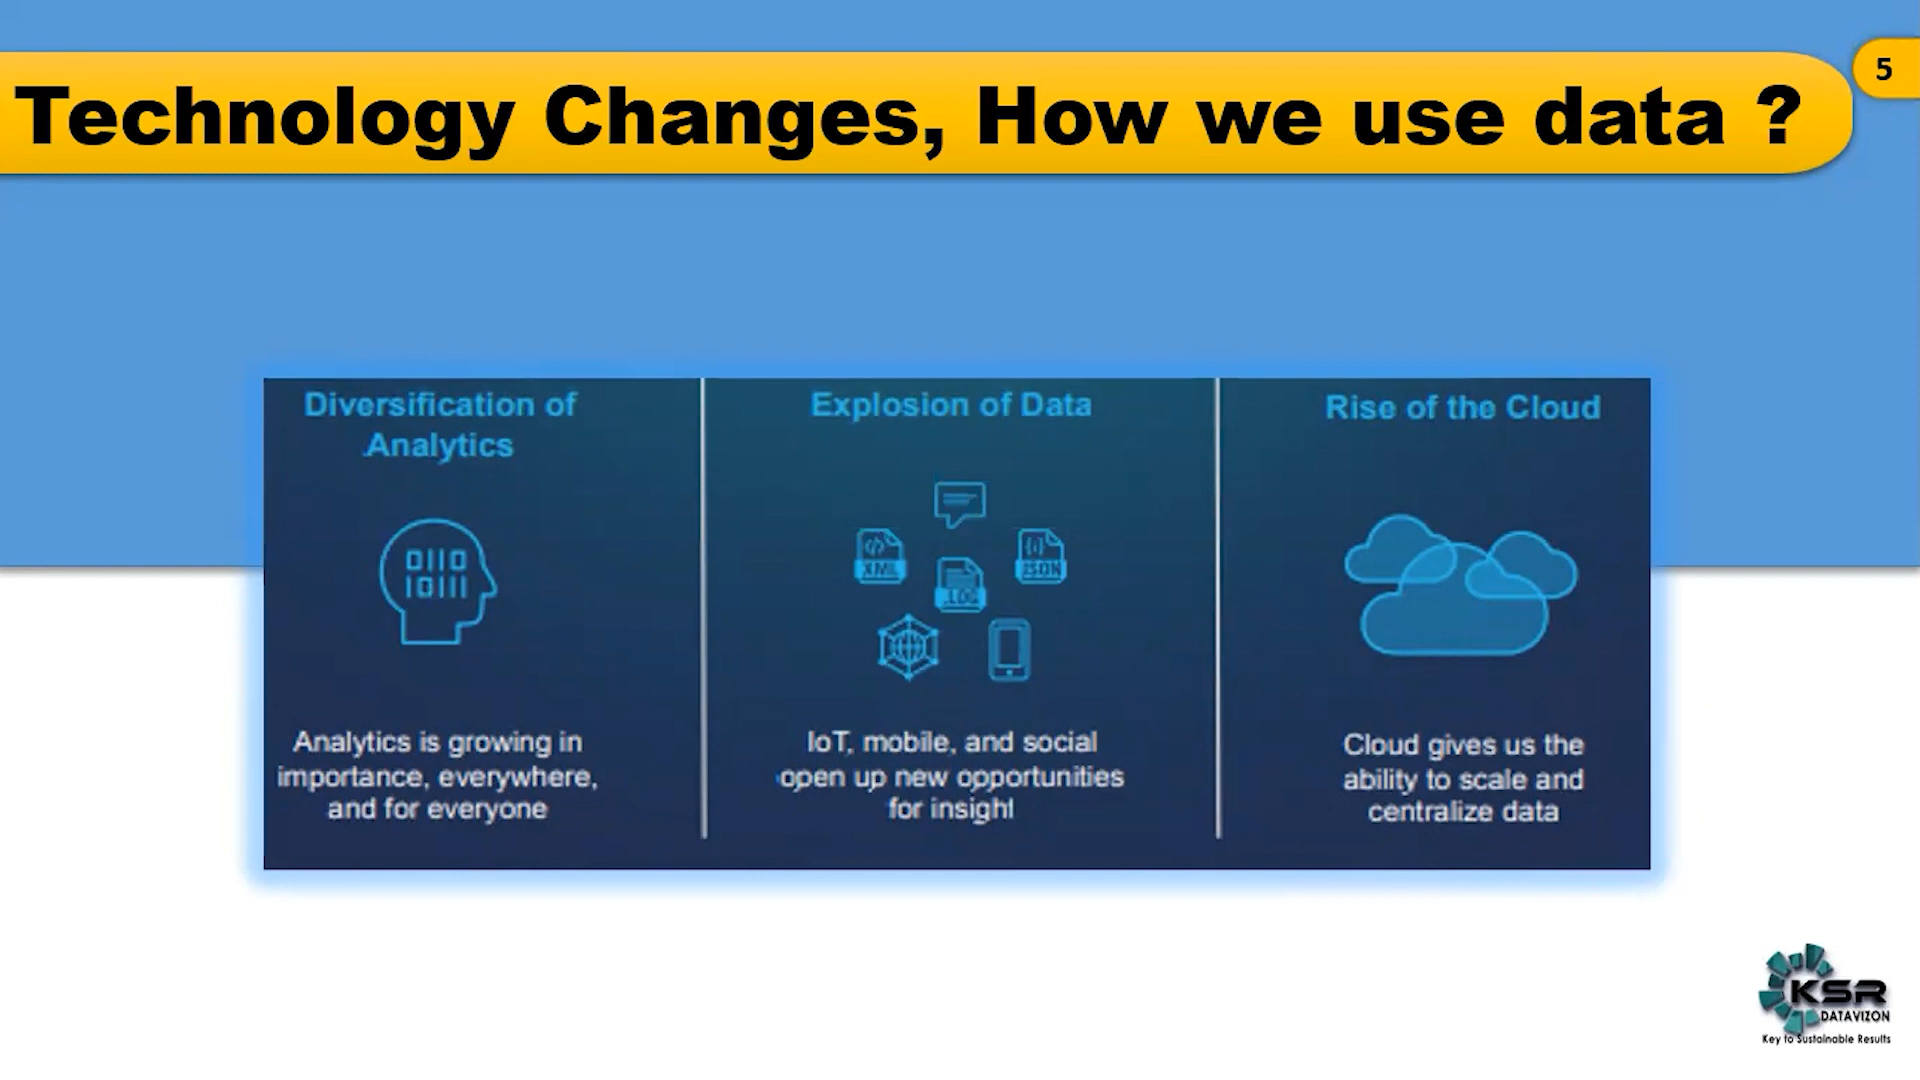 5
Technology Changes, How we use data ?
Diversification of
Analytics
0110
10111
Analytics is growing in
importance, everywhere,
and for everyone
Explosion of Data
XML
JSON
.LOG
IoT, mobile, and social
open up new opportunities
for insight
Rise of the Cloud
Cloud gives us the
ability to scale and
centralize data
KSR
DATAVIZON
Key to Sustainable Results